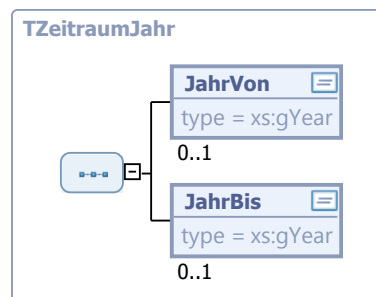 TZeitraumJahr
JahrVon
type = xs:gYear
0..1
JahrBis
type = xs:gYear
0..1